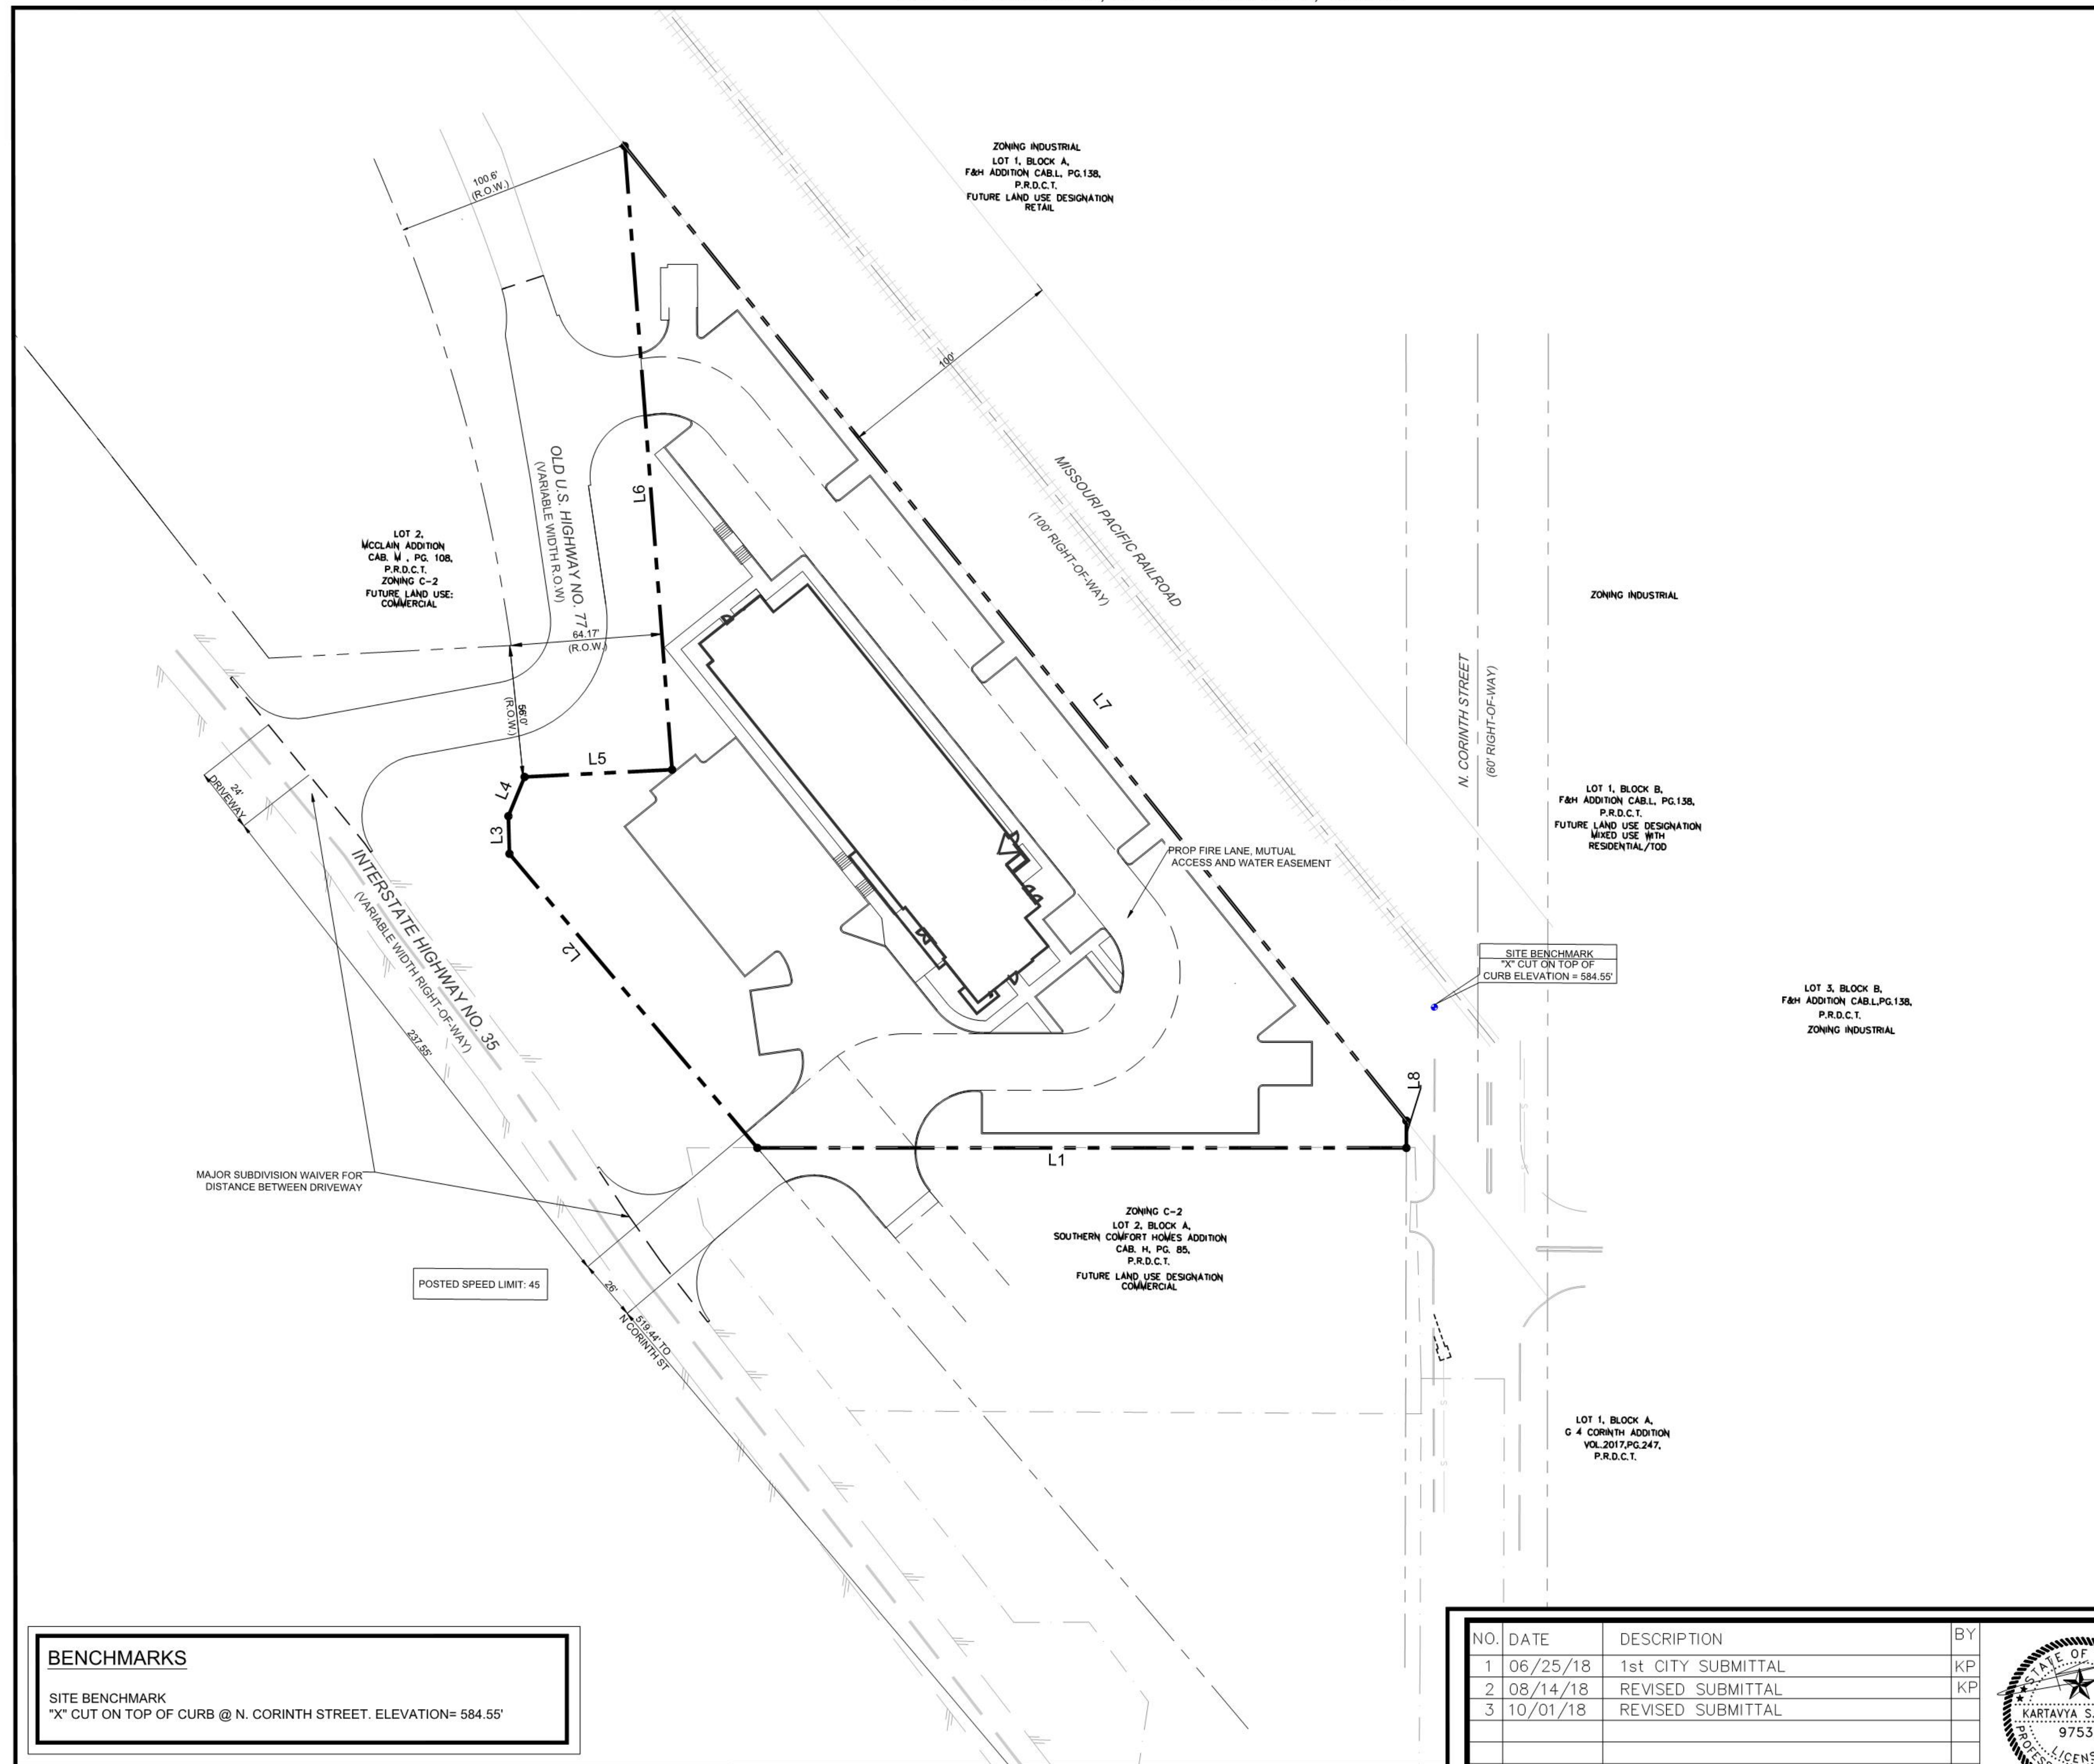 100.6'
(R.O.W.)
ZONING INDUSTRIAL
LOT 1, BLOCK A,
F&H ADDITION CAB.L, PG.138,
P.R.D.C.T.
FUTURE LAND USE DESIGNATION
RETAIL
100'
MISSOURI PACIFIC RAILROAD
(100' RIGHT-OF-WAY)
OLD U.S. HIGHWAY NO. 77
(VARIABLE WIDTH R.O.W)
L6
LOT 2,
MCCLAIN ADDITION
CAB. M , PG. 108,
P.R.D.C.T.
ZONING C-2
FUTURE LAND USE:
COMMERCIAL
64.17'
(R.O.W.)
56.0'
(R.O.W.)
ZONING INDUSTRIAL
N. CORINTH STREET
(60' RIGHT-OF-WAY)
L7
L5
L4
L3
L2
24'
DRIVEWAY
LOT 1, BLOCK B,
F&H ADDITION CAB.L, PG.138,
P.R.D.C.T.
FUTURE LAND USE DESIGNATION
MIXED USE WITH
RESIDENTIAL/TOD
PROP FIRE LANE, MUTUAL
ACCESS AND WATER EASEMENT
INTERSTATE HIGHWAY NO. 35
(VARIABLE WIDTH RIGHT-OF-WAY)
237.55'
SITE BENCHMARK
"X" CUT ON TOP OF
CURB ELEVATION = 584.55'
LOT 3, BLOCK B,
F&H ADDITION CAB.L,PG.138,
P.R.D.C.T.
ZONING INDUSTRIAL
L8
L1
MAJOR SUBDIVISION WAIVER FOR
DISTANCE BETWEEN DRIVEWAY
ZONING C-2
LOT 2, BLOCK A,
SOUTHERN COMFORT HOMES ADDITION
CAB. H, PG. 85,
P.R.D.C.T.
FUTURE LAND USE DESIGNATION
COMMERCIAL
POSTED SPEED LIMIT: 45
26'
519.44' TO
N CORINTH ST
S
S
S
S
LOT 1, BLOCK A,
G 4 CORINTH ADDITION
VOL.2017,PG.247,
P.R.D.C.T.
BENCHMARKS
SITE BENCHMARK
"X" CUT ON TOP OF CURB @ N. CORINTH STREET. ELEVATION= 584.55'
NO. DATE DESCRIPTION BY
1 06/25/18 1st CITY SUBMITTAL KP
2 08/14/18 REVISED SUBMITTAL KP
3 10/01/18 REVISED SUBMITTAL
STATE OF
KARTAVYA S.
9753